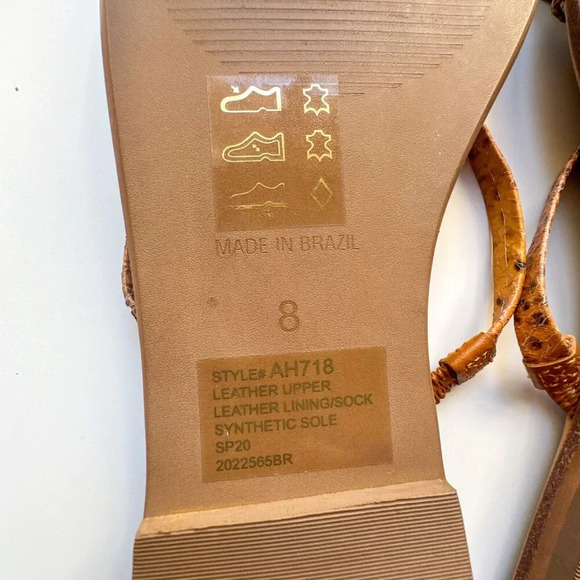 MADE IN BRAZIL
8
STYLE# AH718
LEATHER UPPER
LEATHER LINING/SOCK
SYNTHETIC SOLE
SP20
2022565BR